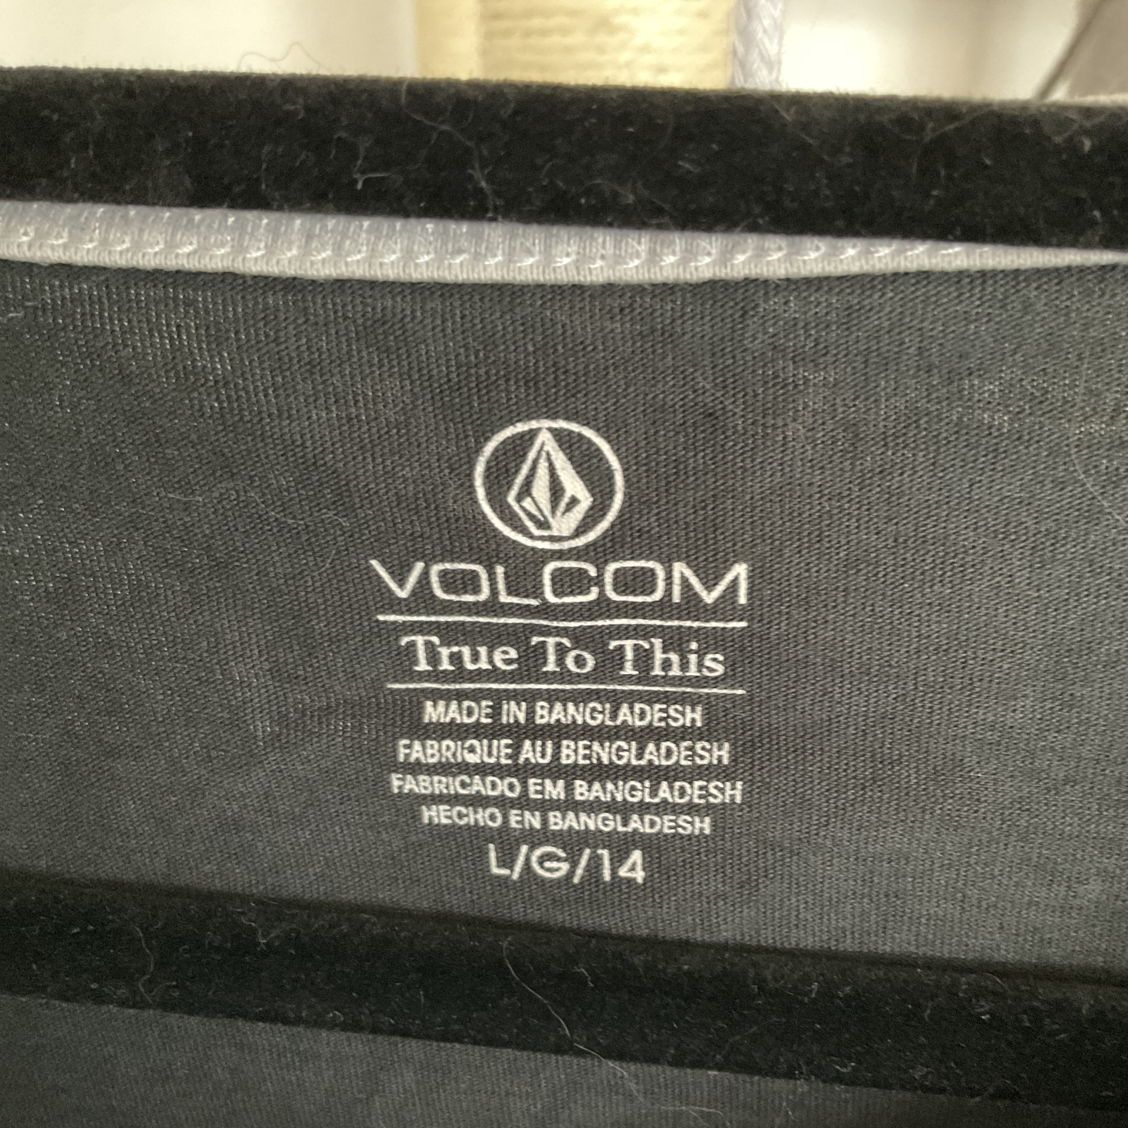 VOLCOM
True To This
MADE IN BANGLADESH
FABRIQUE AU BENGLADESH
FABRICADO EM BANGLADESH
HECHO EN BANGLADESH
L/G/14